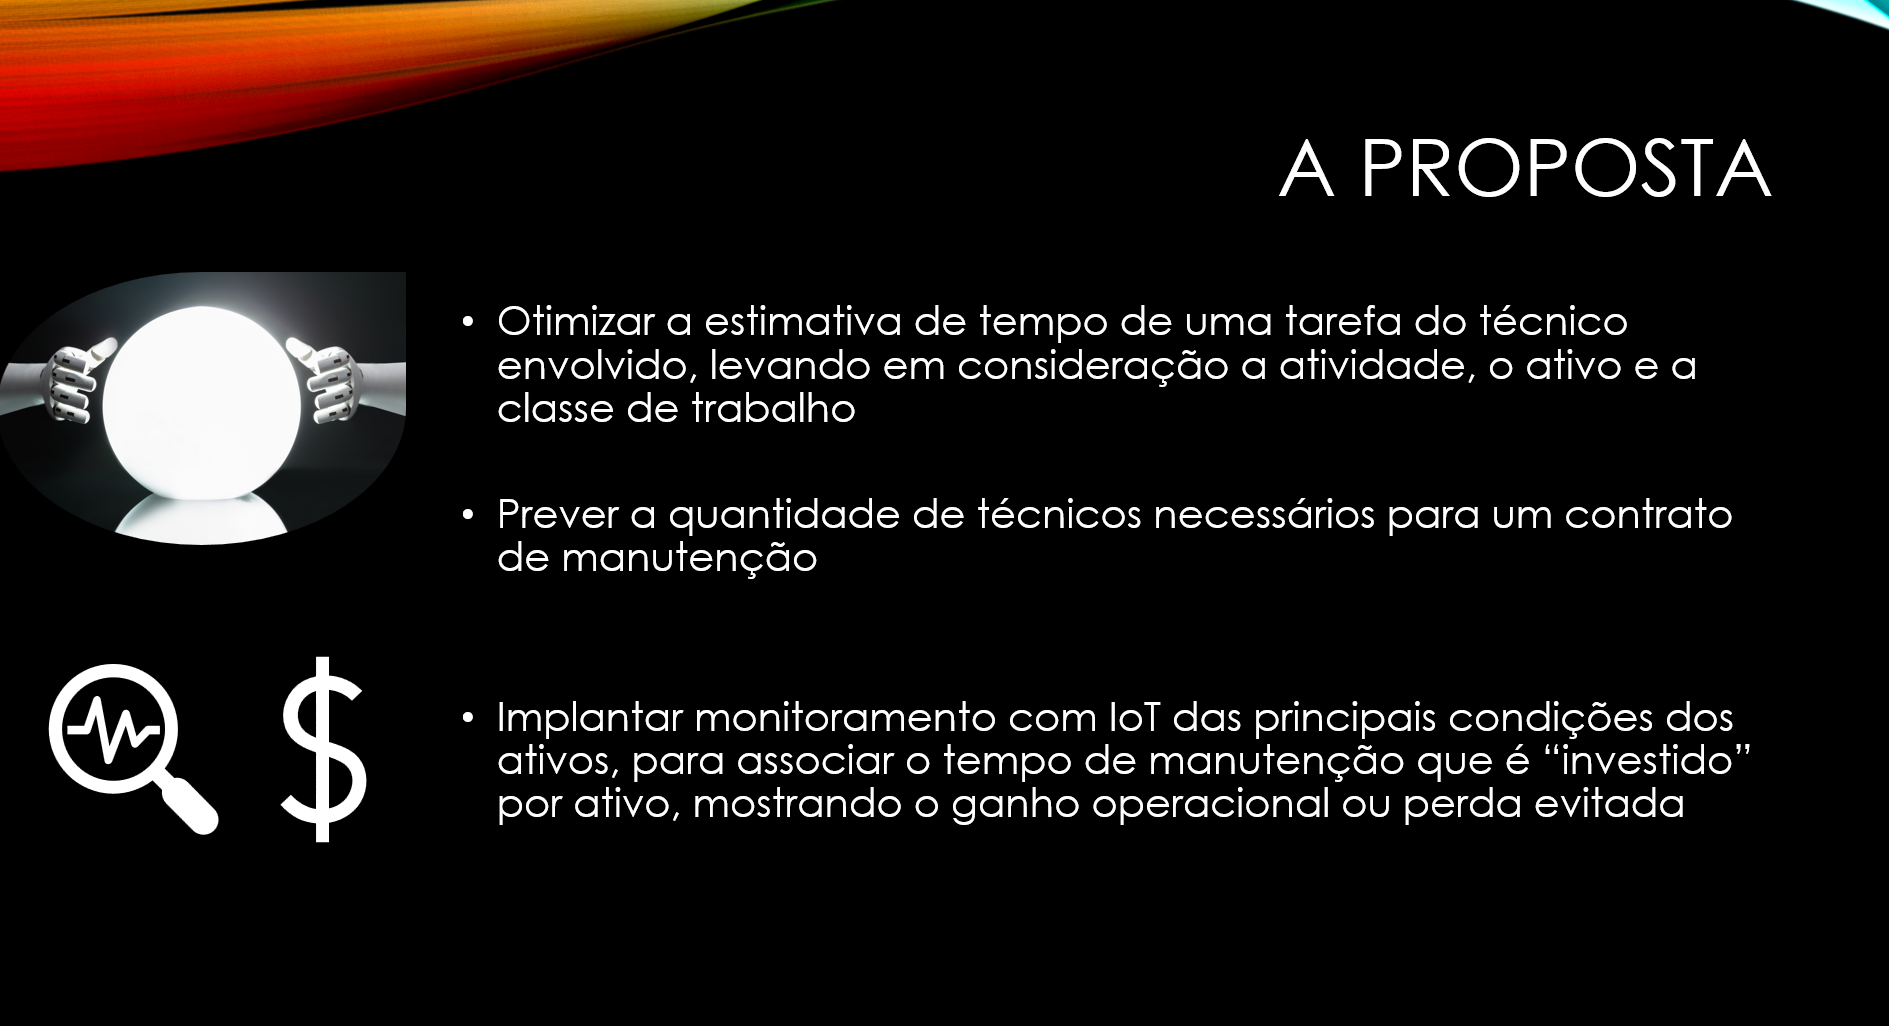 A PROPOSTA
• Otimizar a estimativa de tempo de uma tarefa do técnico
envolvido, levando em consideração a atividade, o ativo e a
classe de trabalho
• Prever a quantidade de técnicos necessários para um contrato
de manutenção
• Implantar monitoramento com IoT das principais condições dos
ativos, para associar o tempo de manutenção que é “investido”
por ativo, mostrando o ganho operacional ou perda evitada